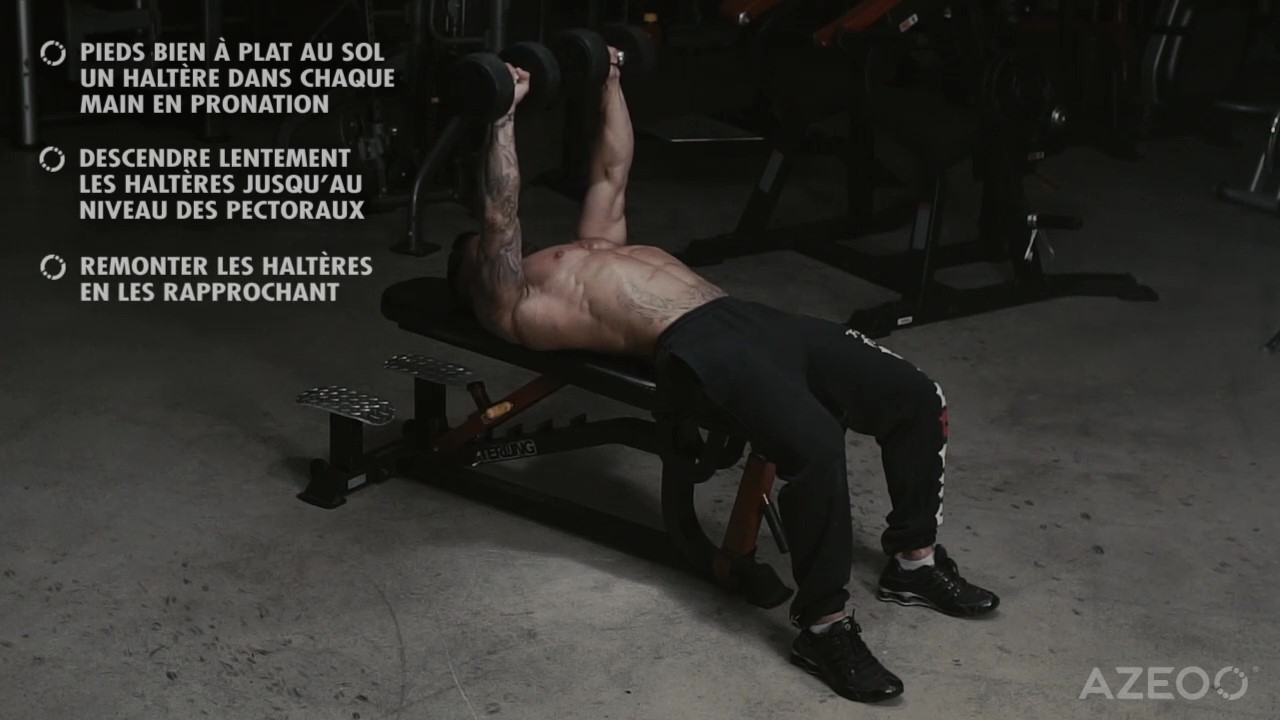 PIEDS BIEN À PLAT AU SOL
UN HALTÈRE DANS CHAQUE
MAIN EN PRONATION
DESCENDRE LENTEMENT
LES HALTÈRES JUSQU'AU
NIVEAU DES PECTORAUX
REMONTER LES HALTÈRES
EN LES RAPPROCHANT
AZEOO